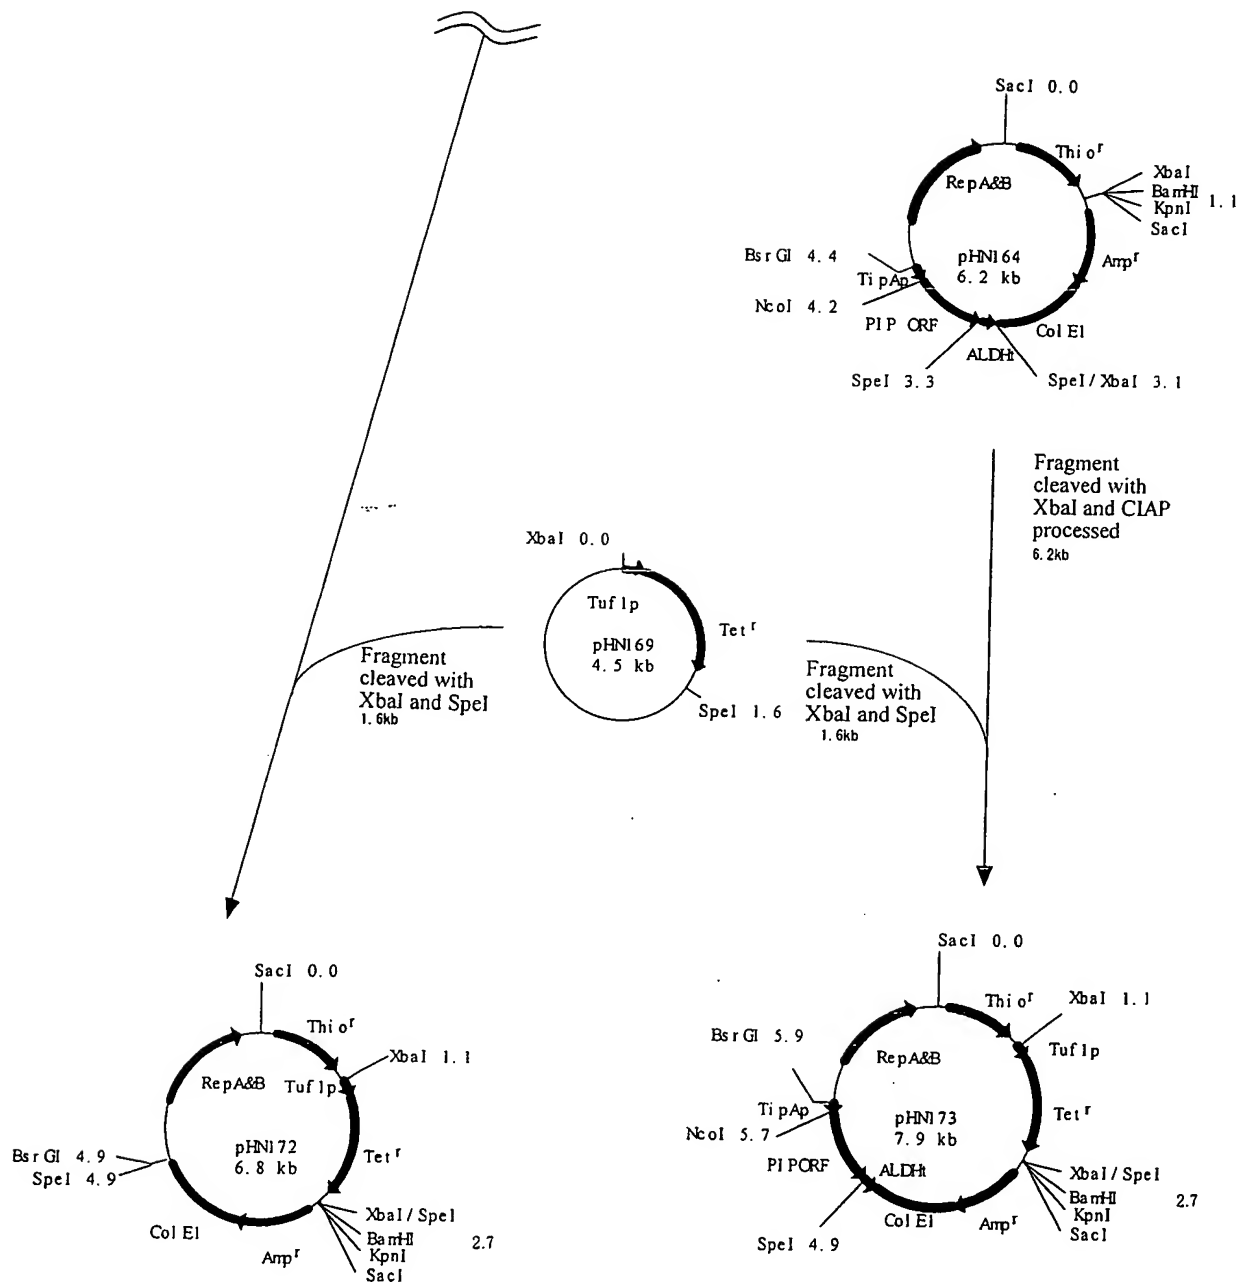 SacI 0.0
Thio^r
RepA&B
XbaI
BamHI
KpnI
SacI
1.1
pHN164
6.2 kb
Amp^r
BsrGI 4.4
TipAp
NcoI 4.2
PIP ORF
ALDHt
ColE1
SpeI 3.3
SpeI/XbaI 3.1
Fragment
cleaved with
XbaI and CIAP
processed
6.2kb
XbaI 0.0
Tuf1p
Tet^r
pHN169
4.5 kb
SpeI 1.6
Fragment
cleaved with
XbaI and SpeI
1.6kb
Fragment
cleaved with
XbaI and SpeI
1.6kb
SacI 0.0
Thio^r
XbaI 1.1
RepA&B
Tuf1p
pHN172
6.8 kb
Tet^r
BsrGI 4.9
SpeI 4.9
ColE1
Amp^r
XbaI/SpeI
BamHI
KpnI
SacI
2.7
SacI 0.0
Thio^r
XbaI 1.1
BsrGI 5.9
RepA&B
Tuf1p
TipAp
NcoI 5.7
pHN173
7.9 kb
Tet^r
PIPORF
ALDHt
XbaI/SpeI
BamHI
KpnI
SacI
2.7
ColE1
Amp^r
SpeI 4.9